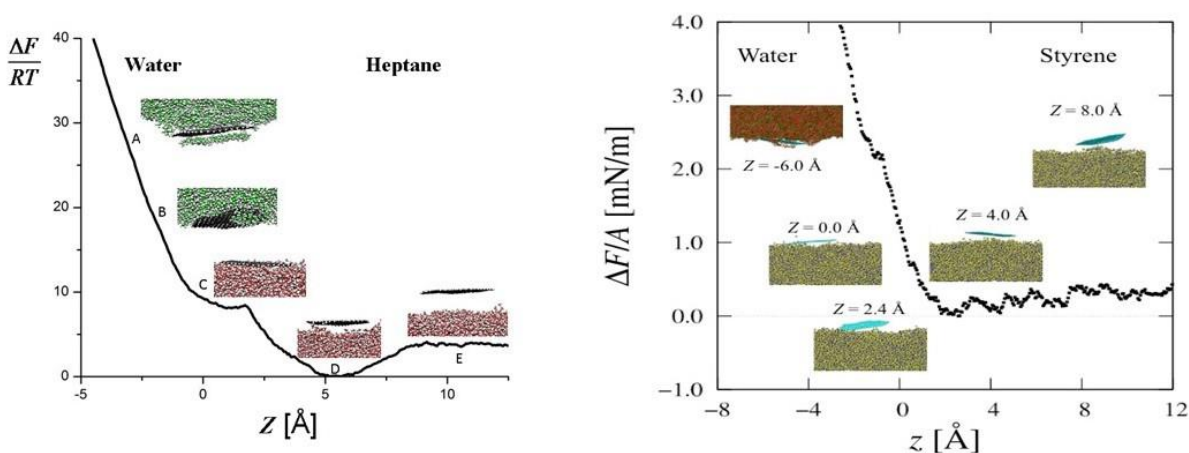 ΔF
RT
Water
Heptane
A
B
C
D
E
40
30
20
10
0
-5
0
5
10
Z [Å]
Water
Styrene
Z = 8.0 Å
Z = -6.0 Å
Z = 0.0 Å
Z = 4.0 Å
Z = 2.4 Å
ΔF/A [mN/m]
4.0
3.0
2.0
1.0
0.0
-1.0
-8
-4
0
4
8
12
z [Å]